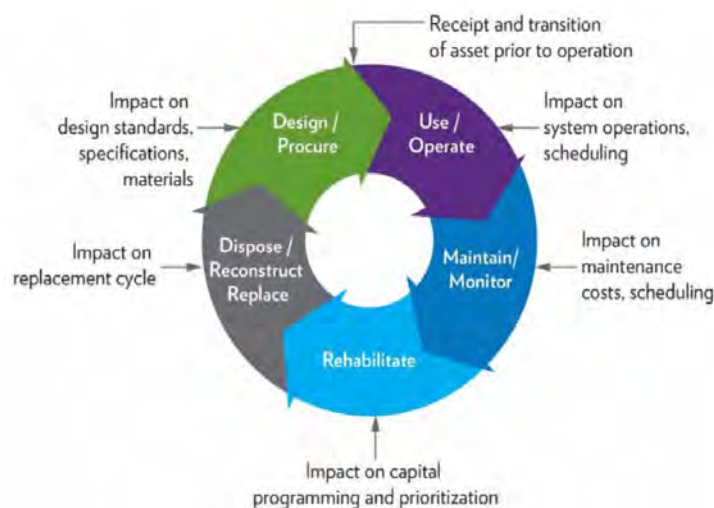 Receipt and transition
of asset prior to operation
Impact on
design standards,
specifications,
materials
Design /
Procure
Use /
Operate
Impact on
system operations,
scheduling
Impact on
replacement cycle
Dispose /
Reconstruct
Replace
Maintain/
Monitor
Impact on
maintenance
costs, scheduling
Rehabilitate
Impact on capital
programming and prioritization